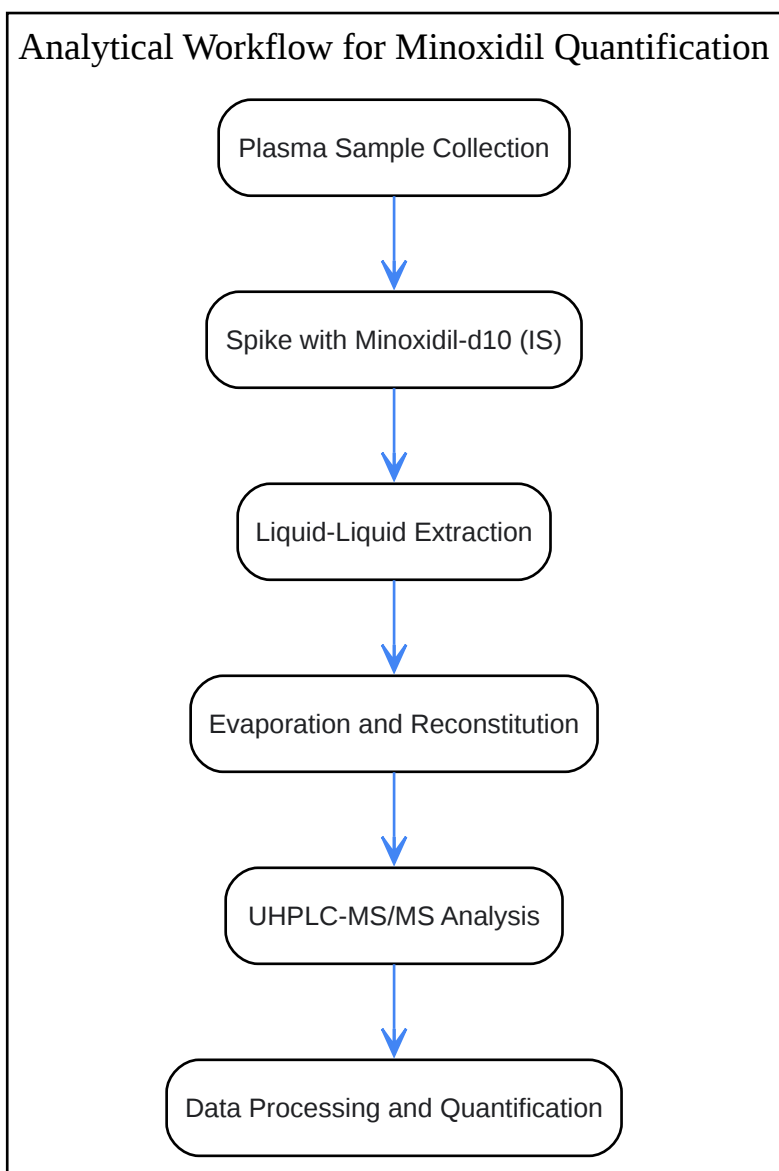 Analytical Workflow for Minoxidil Quantification
Plasma Sample Collection
Spike with Minoxidil-d10 (IS)
Liquid-Liquid Extraction
Evaporation and Reconstitution
UHPLC-MS/MS Analysis
Data Processing and Quantification